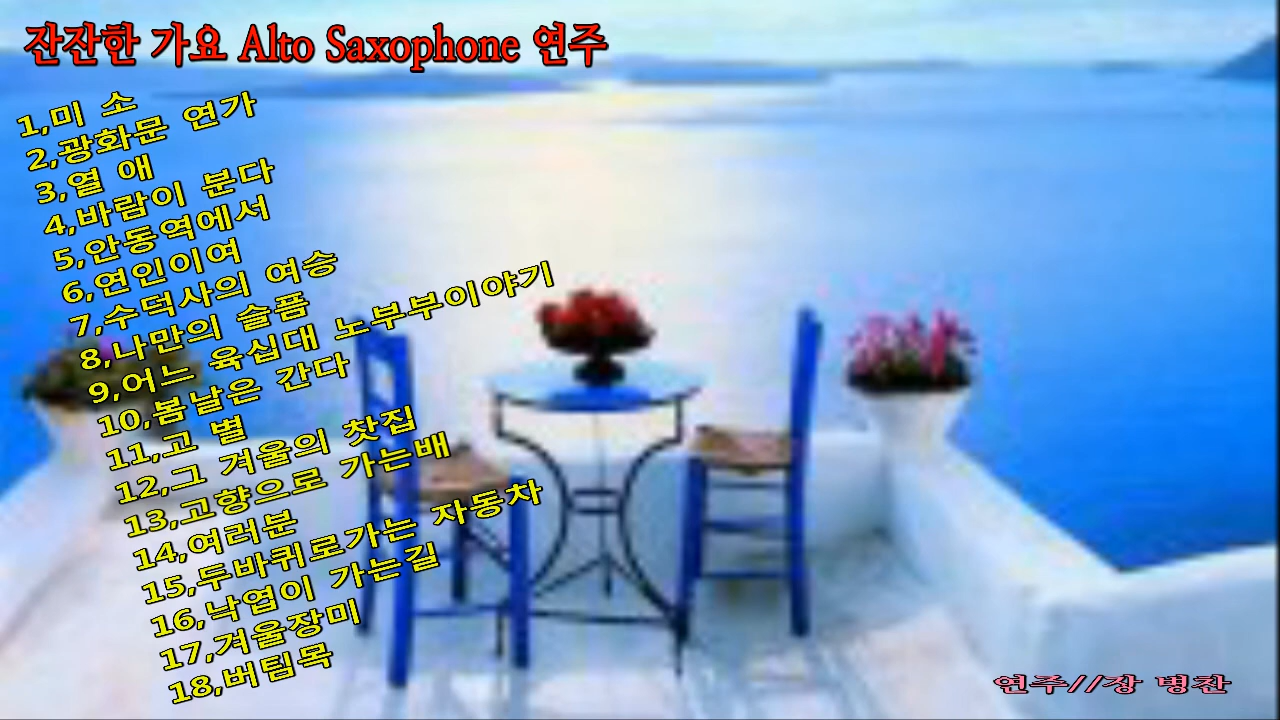 잔잔한 가요 Alto Saxophone 연주
1,미 소
2,광화문 연가
3,열 애
4,바람이 분다
5,안동역에서
6,연인이여
7,수덕사의 여승
8,나만의 슬픔
9,어느 육십대 노부부이야기
10,봄날은 간다
11,고 별
12,그 겨울의 찻집
13,고향으로 가는배
14,여러분
15,두바퀴로가는 자동차
16,낙엽이 가는길
17,겨울장미
18,버팀목
연주//장 병찬